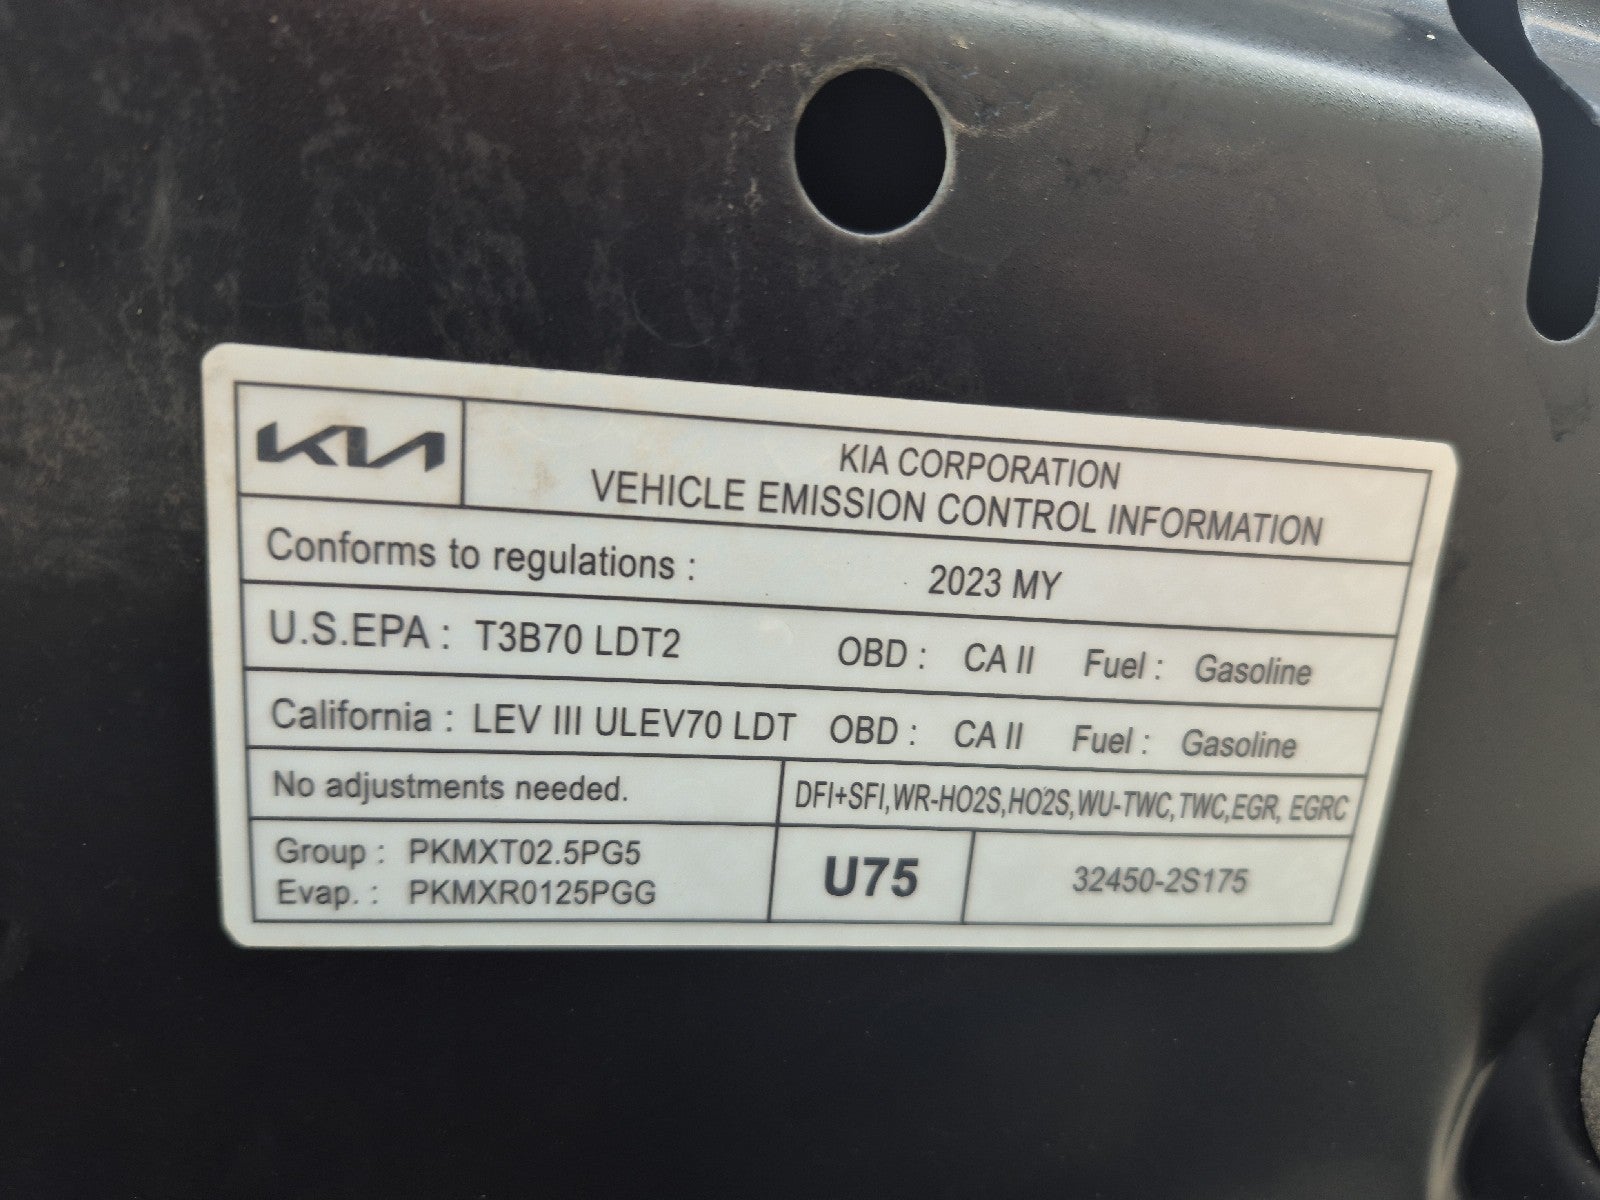 KIA
KIA CORPORATION
VEHICLE EMISSION CONTROL INFORMATION
Conforms to regulations : 2023 MY
U.S.EPA : T3B70 LDT2 OBD : CA II Fuel : Gasoline
California : LEV III ULEV70 LDT OBD : CA II Fuel : Gasoline
No adjustments needed. DFI+SFI,WR-HO2S,HO2S,WU-TWC,TWC,EGR, EGRC
Group : PKMXT02.5PG5
Evap. : PKMXR0125PGG
U75
32450-2S175